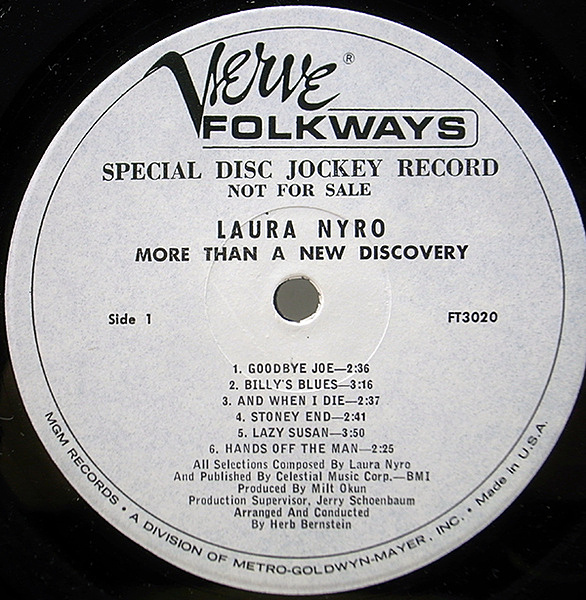 Verve®
FOLKWAYS
SPECIAL DISC JOCKEY RECORD
NOT FOR SALE
LAURA NYRO
MORE THAN A NEW DISCOVERY
Side 1
FT3020
1. GOODBYE JOE—2:36
2. BILLY'S BLUES—3:16
3. AND WHEN I DIE—2:37
4. STONEY END—2:41
5. LAZY SUSAN—3:50
6. HANDS OFF THE MAN—2:25
All Selections Composed By Laura Nyro
And Published By Celestial Music Corp.—BMI
Produced By Milt Okun
Production Supervisor, Jerry Schoenbaum
Arranged And Conducted
By Herb Bernstein
MGM RECORDS • A DIVISION OF METRO-GOLDWYN-MAYER, INC. • Made In U.S.A.